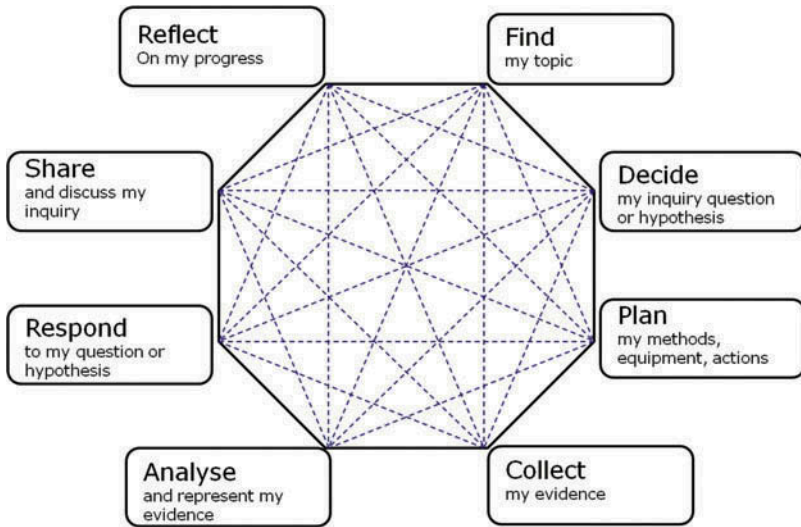 Reflect
On my progress
Find
my topic
Share
and discuss my
inquiry
Decide
my inquiry question
or hypothesis
Respond
to my question or
hypothesis
Plan
my methods,
equipment, actions
Analyse
and represent my
evidence
Collect
my evidence